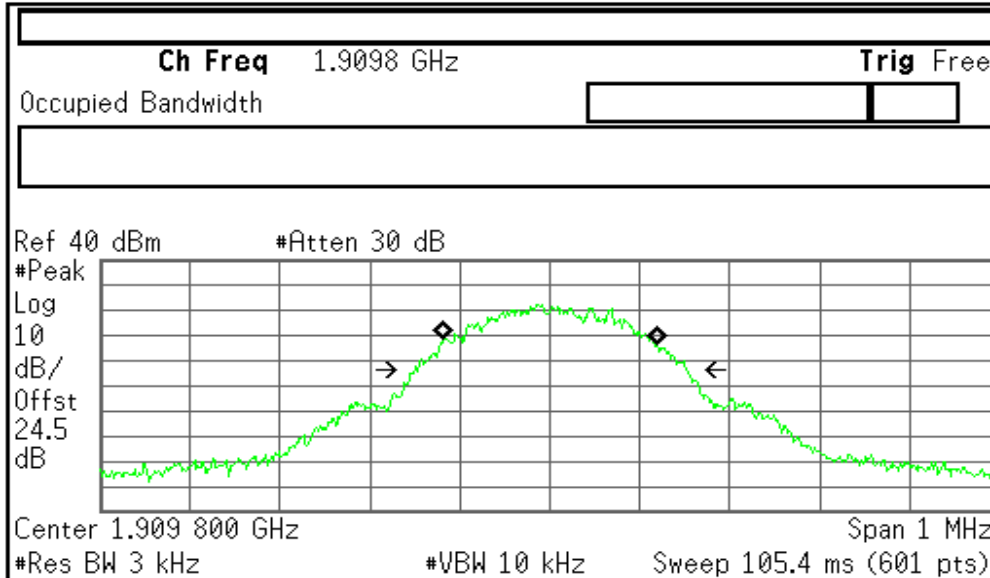 Ch Freq 1.9098 GHz Trig Free
Occupied Bandwidth
Ref 40 dBm #Atten 30 dB
#Peak
Log
10
dB/
Offst
24.5
dB
Center 1.909 800 GHz Span 1 MHz
#Res BW 3 kHz #VBW 10 kHz Sweep 105.4 ms (601 pts)